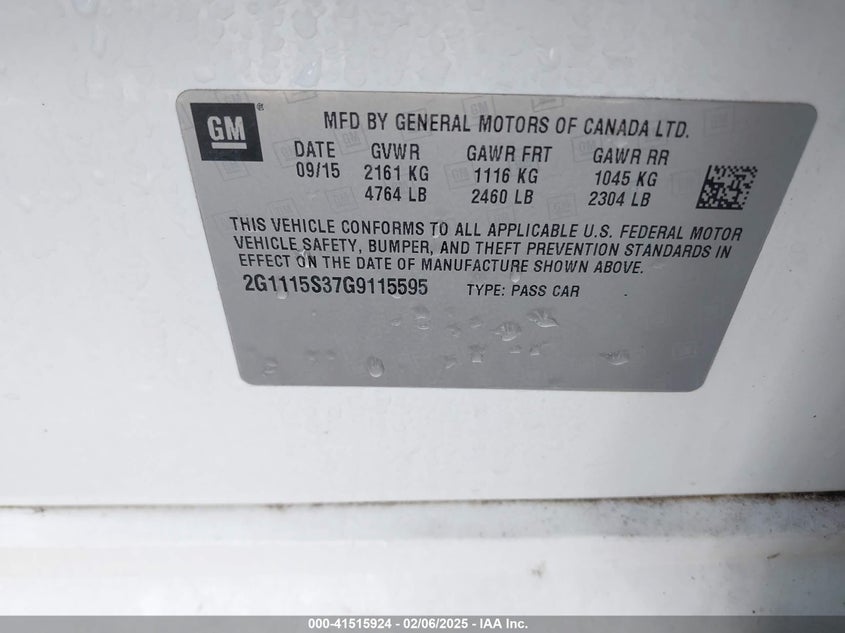 GM
MFD BY GENERAL MOTORS OF CANADA LTD.
DATE GVWR GAWR FRT GAWR RR
09/15 2161 KG 1116 KG 1045 KG
4764 LB 2460 LB 2304 LB
THIS VEHICLE CONFORMS TO ALL APPLICABLE U.S. FEDERAL MOTOR
VEHICLE SAFETY, BUMPER, AND THEFT PREVENTION STANDARDS IN
EFFECT ON THE DATE OF MANUFACTURE SHOWN ABOVE.
2G1115S37G9115595 TYPE: PASS CAR
000-41515924 - 02/06/2025 - IAA Inc.